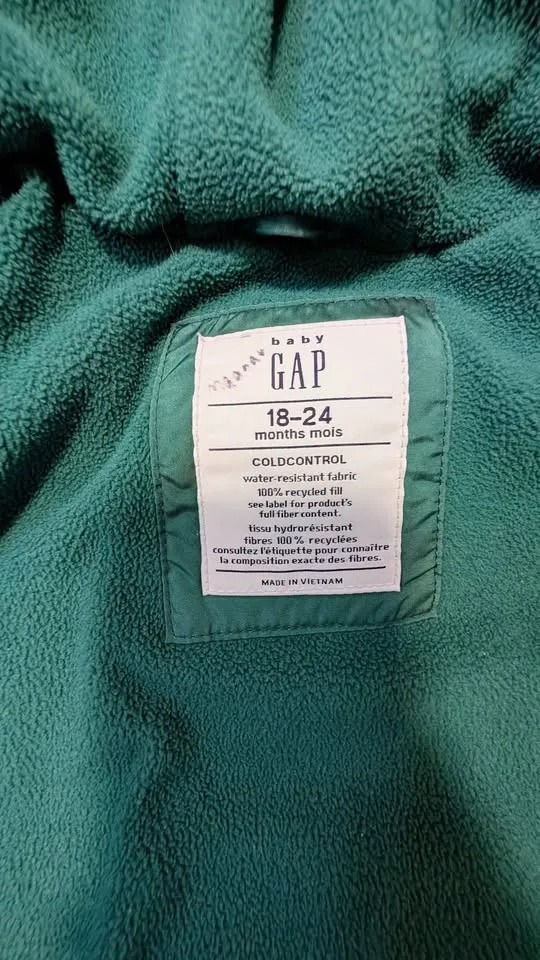 baby
GAP
18-24
months mois
COLDCONTROL
water-resistant fabric
100% recycled fill
see label for product's
full fiber content.
tissu hydrorésistant
fibres 100% recyclées
consultez l'étiquette pour connaître
la composition exacte des fibres.
MADE IN VIETNAM